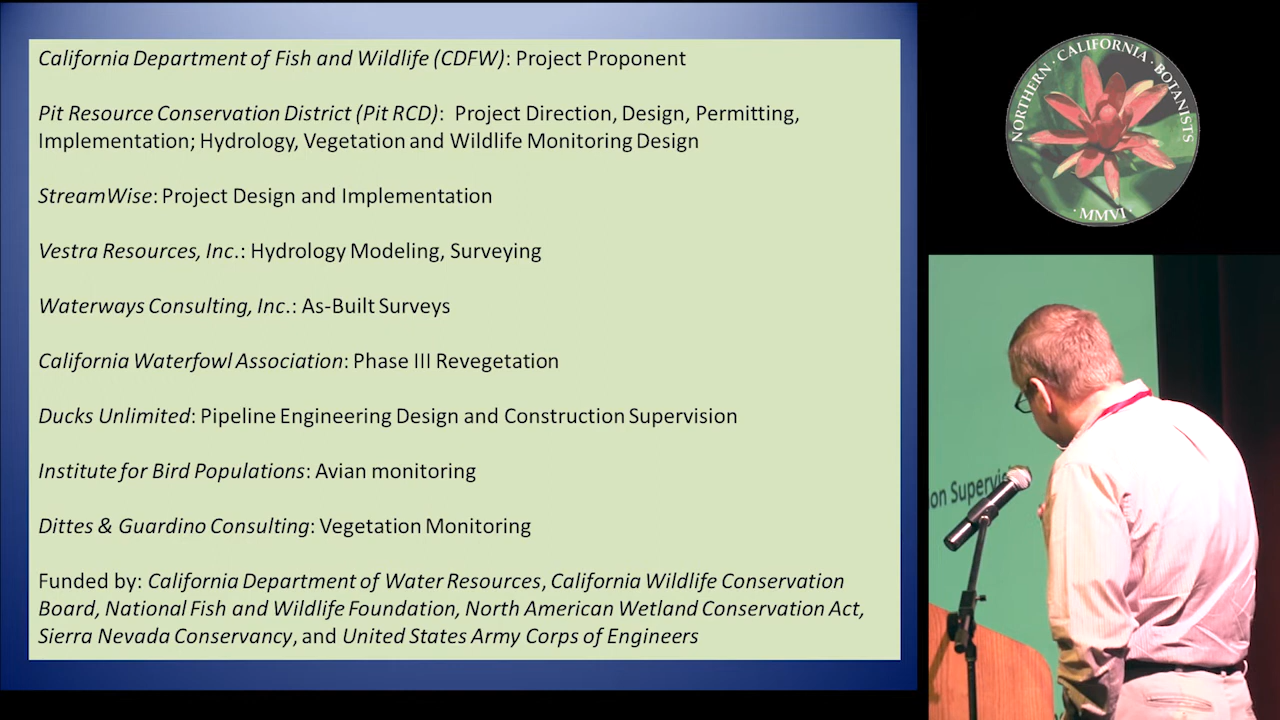 California Department of Fish and Wildlife (CDFW): Project Proponent
Pit Resource Conservation District (Pit RCD): Project Direction, Design, Permitting,
Implementation; Hydrology, Vegetation and Wildlife Monitoring Design
StreamWise: Project Design and Implementation
Vestra Resources, Inc.: Hydrology Modeling, Surveying
Waterways Consulting, Inc.: As-Built Surveys
California Waterfowl Association: Phase III Revegetation
Ducks Unlimited: Pipeline Engineering Design and Construction Supervision
Institute for Bird Populations: Avian monitoring
Dittes & Guardino Consulting: Vegetation Monitoring
Funded by: California Department of Water Resources, California Wildlife Conservation
Board, National Fish and Wildlife Foundation, North American Wetland Conservation Act,
Sierra Nevada Conservancy, and United States Army Corps of Engineers
NORTHERN · CALIFORNIA · BOTANISTS
· MMVI ·
on Supervis